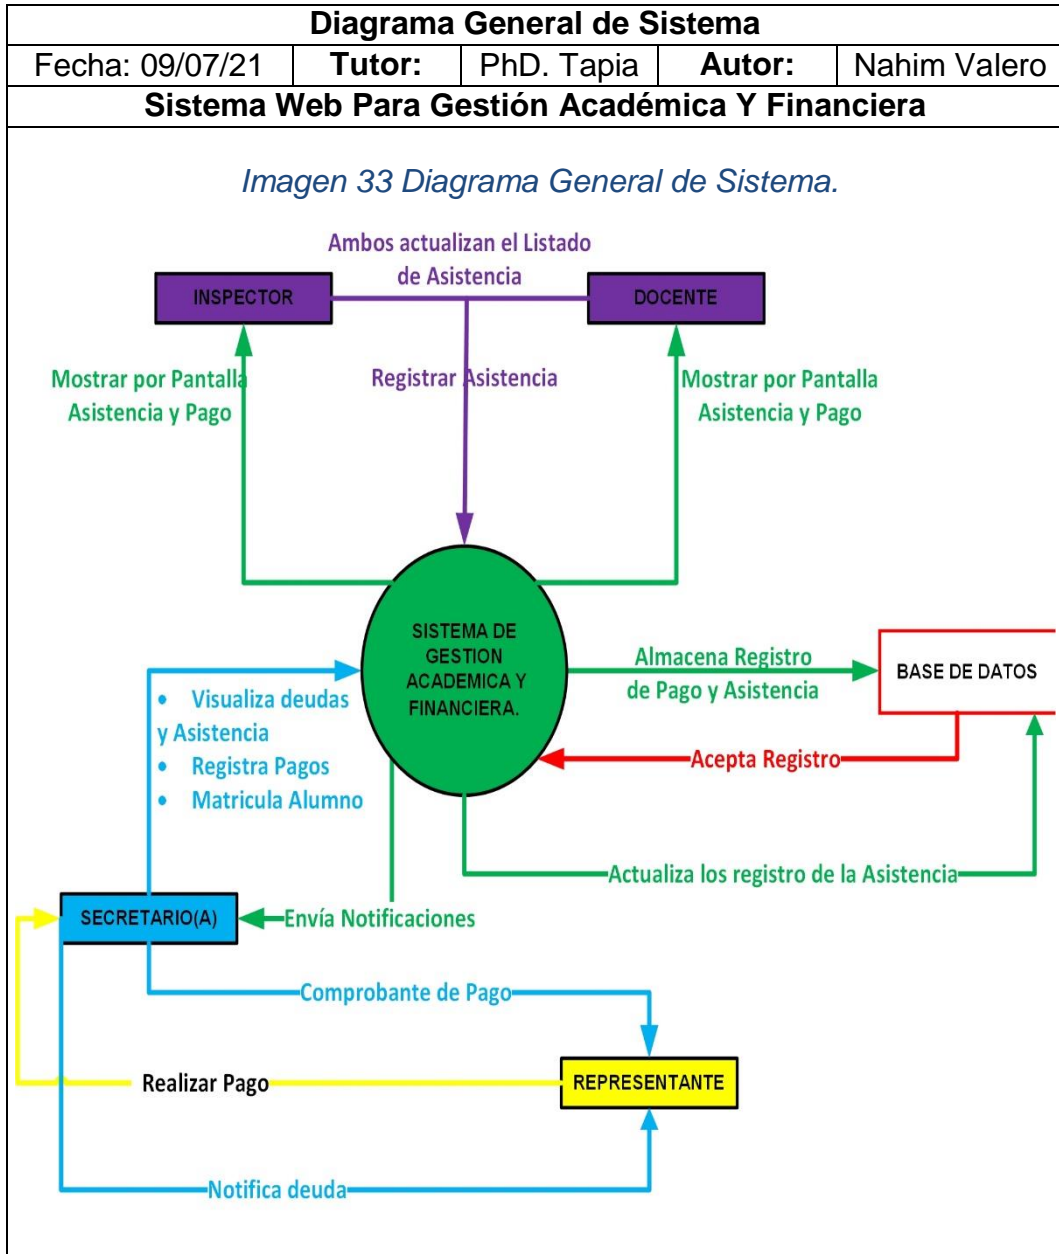 Diagrama General de Sistema
Fecha: 09/07/21 Tutor: PhD. Tapia Autor: Nahim Valero
Sistema Web Para Gestión Académica Y Financiera
Imagen 33 Diagrama General de Sistema.
Ambos actualizan el Listado
de Asistencia
INSPECTOR
DOCENTE
Mostrar por Pantalla
Asistencia y Pago
Registrar Asistencia
Mostrar por Pantalla
Asistencia y Pago
SISTEMA DE
GESTION
ACADEMICA Y
FINANCIERA.
Almacena Registro
de Pago y Asistencia
BASE DE DATOS
• Visualiza deudas
y Asistencia
• Registra Pagos
• Matricula Alumno
Acepta Registro
Actualiza los registro de la Asistencia
SECRETARIO(A)
Envía Notificaciones
Comprobante de Pago
Realizar Pago
REPRESENTANTE
Notifica deuda